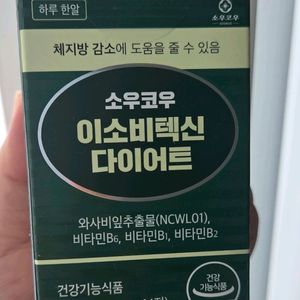 하루 한알
소우코우
체지방 감소에 도움을 줄 수 있음
소우코우
이소비텍신
다이어트
와사비잎추출물(NCWL01),
비타민B6, 비타민B1, 비타민B2
건강기능식품
건강
기능식품